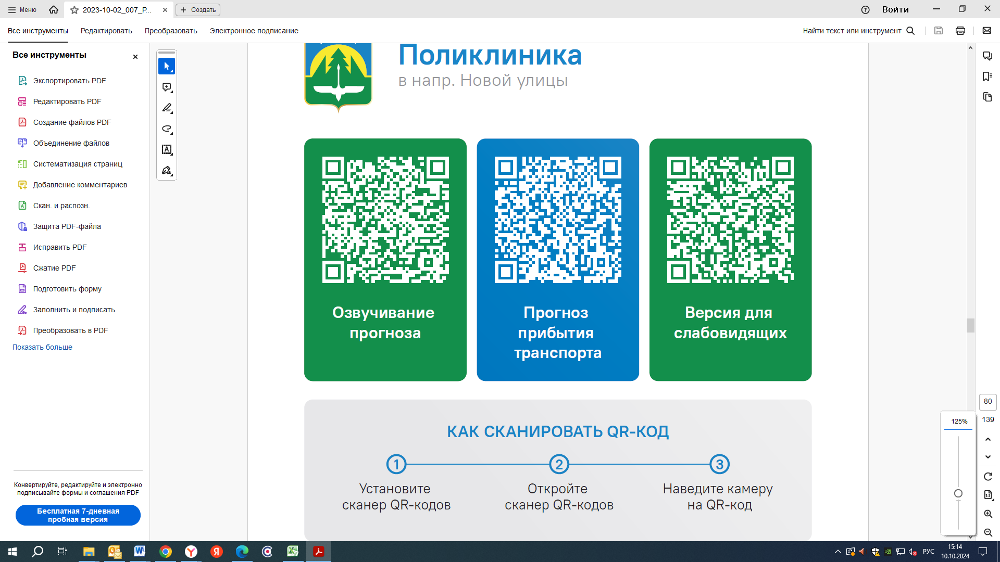 Меню
2023-10-02_007_P...
Создать
Войти
Все инструменты
Редактировать
Преобразовать
Электронное подписание
Найти текст или инструмент
Все инструменты
Экспортировать PDF
Редактировать PDF
Создание файлов PDF
Объединение файлов
Систематизация страниц
Добавление комментариев
Скан. и распозн.
Защита PDF-файла
Исправить PDF
Сжатие PDF
Подготовить форму
Заполнить и подписать
Преобразовать в PDF
Показать больше
Конвертируйте, редактируйте и электронно
подписывайте формы и соглашения PDF
Бесплатная 7-дневная
пробная версия
Поликлиника
в напр. Новой улицы
Озвучивание
прогноза
Прогноз
прибытия
транспорта
Версия для
слабовидящих
КАК СКАНИРОВАТЬ QR-КОД
1
2
3
Установите
сканер QR-кодов
Откройте
сканер QR-кодов
Наведите камеру
на QR-код
80
139
125%
РУС
15:14
10.10.2024